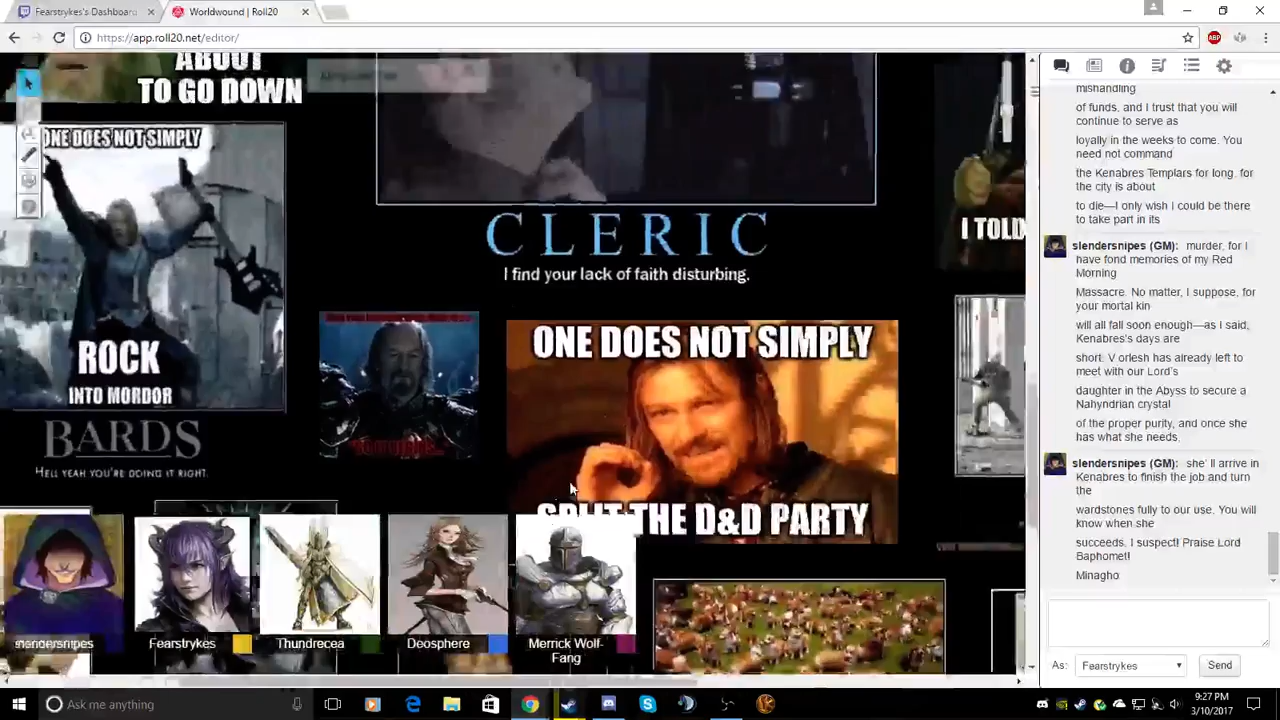 Fearstrykes's Dashboard
Worldwound | Roll20
https://app.roll20.net/editor/
ABP
ABOUT
TO GO DOWN
ONE DOES NOT SIMPLY
ROCK
INTO MORDOR
BARDS
HELL YEAH YOU'RE DOING IT RIGHT.
CLERIC
I find your lack of faith disturbing.
I TOLD
ONE DOES NOT SIMPLY
SPLIT THE D&D PARTY
slendersnipes
Fearstrykes
Thundrecea
Deosphere
Merrick Wolf-
Fang
mishandling
of funds, and I trust that you will
continue to serve as
loyally in the weeks to come. You
need not command
the Kenabres Templars for long, for
the city is about
to die—I only wish I could be there
to take part in its
slendersnipes (GM): murder, for I
have fond memories of my Red
Morning
Massacre. No matter, I suppose, for
your mortal kin
will all fall soon enough—as I said,
Kenabres's days are
short. V orlesh has already left to
meet with our Lord's
daughter in the Abyss to secure a
Nahyndrian crystal
of the proper purity, and once she
has what she needs,
slendersnipes (GM): she' ll arrive in
Kenabres to finish the job and turn
the
wardstones fully to our use. You will
know when she
succeeds, I suspect! Praise Lord
Baphomet!
Minagho
As:
Fearstrykes
Send
Ask me anything
9:27 PM
3/10/2017